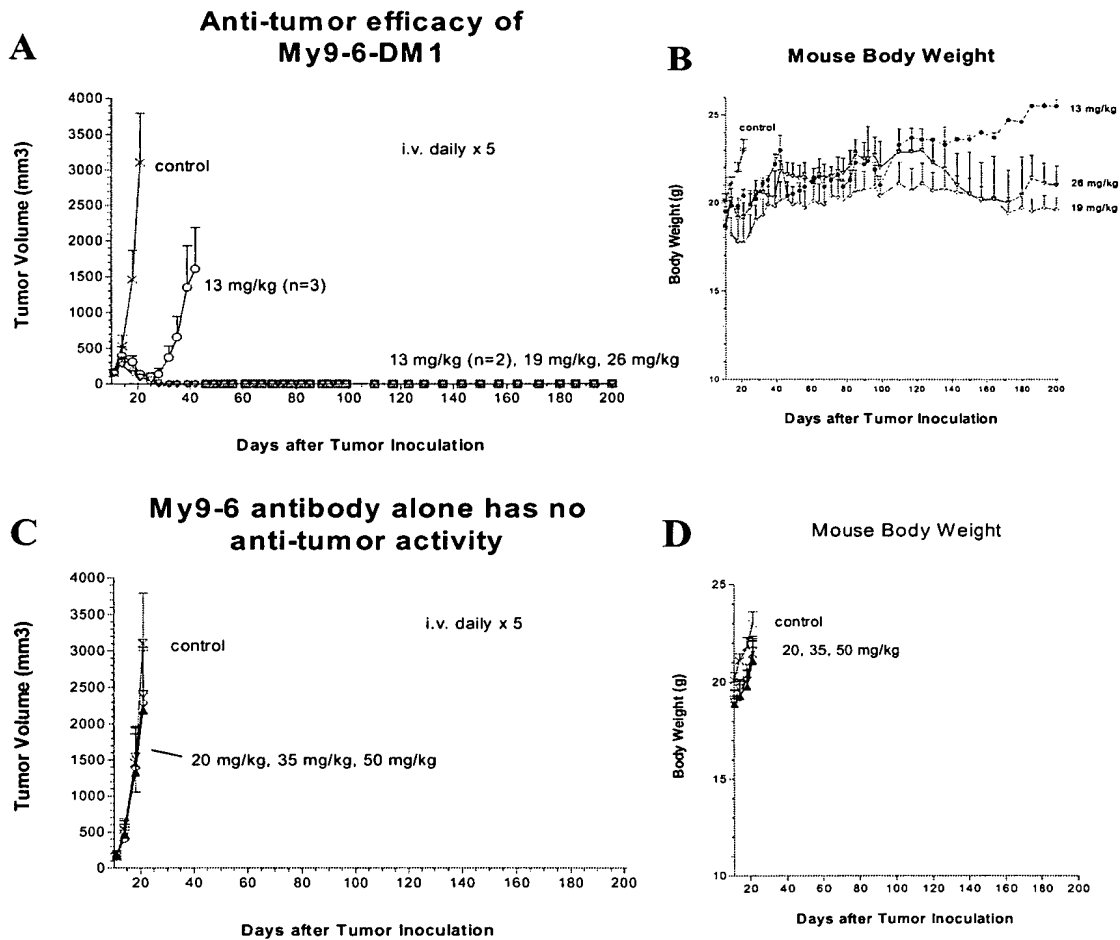 A
Anti-tumor efficacy of
My9-6-DM1
4000
3500
3000
2500
2000
1500
1000
500
0
Tumor Volume (mm3)
control
i.v. daily x 5
13 mg/kg (n=3)
13 mg/kg (n=2), 19 mg/kg, 26 mg/kg
20 40 60 80 100 120 140 160 180 200
Days after Tumor Inoculation
B
Mouse Body Weight
25
20
15
10
Body Weight (g)
control
13 mg/kg
26 mg/kg
19 mg/kg
20 40 60 80 100 120 140 160 180 200
Days after Tumor Inoculation
C
My9-6 antibody alone has no
anti-tumor activity
4000
3500
3000
2500
2000
1500
1000
500
0
Tumor Volume (mm3)
control
i.v. daily x 5
20 mg/kg, 35 mg/kg, 50 mg/kg
20 40 60 80 100 120 140 160 180 200
Days after Tumor Inoculation
D
Mouse Body Weight
25
20
15
10
Body Weight (g)
control
20, 35, 50 mg/kg
20 40 60 80 100 120 140 160 180 200
Days after Tumor Inoculation